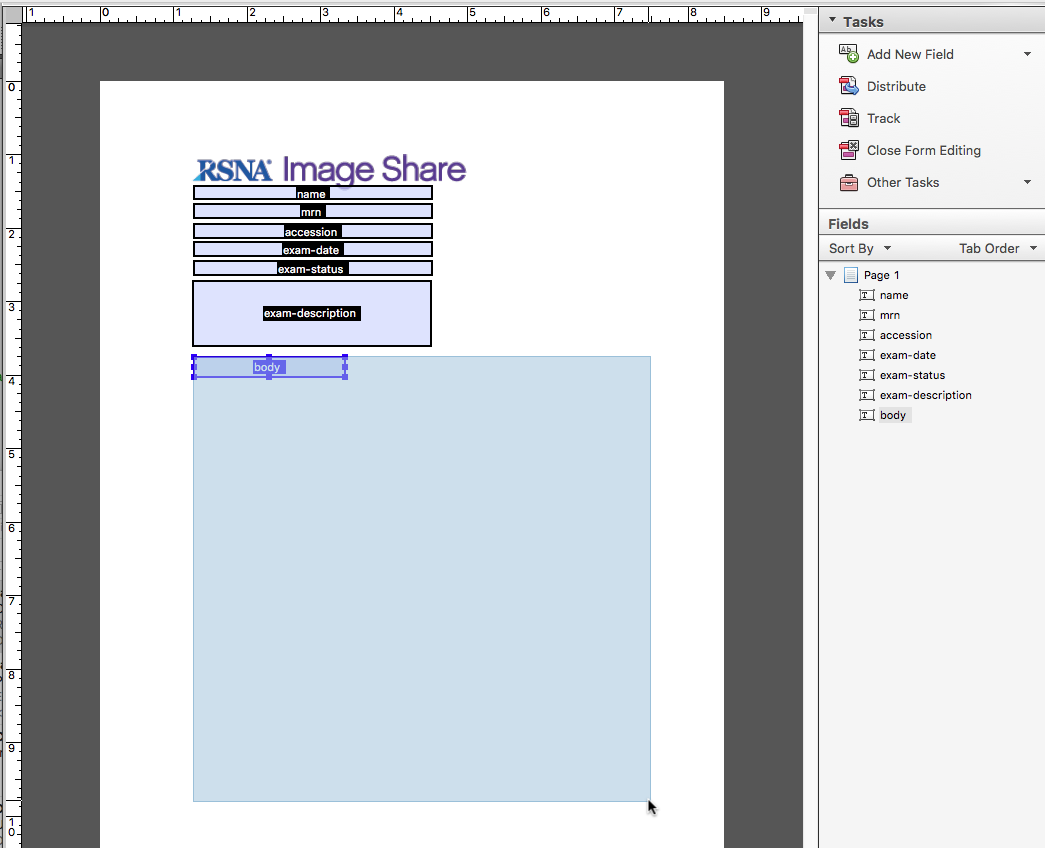 1 0 1 2 3 4 5 6 7 8 9
Tasks
Add New Field
Distribute
Track
Close Form Editing
Other Tasks
Fields
Sort By Tab Order
Page 1
name
mrn
accession
exam-date
exam-status
exam-description
body
0
1
2
3
4
5
6
7
8
9
10
RSNA® Image Share
name
mrn
accession
exam-date
exam-status
exam-description
body